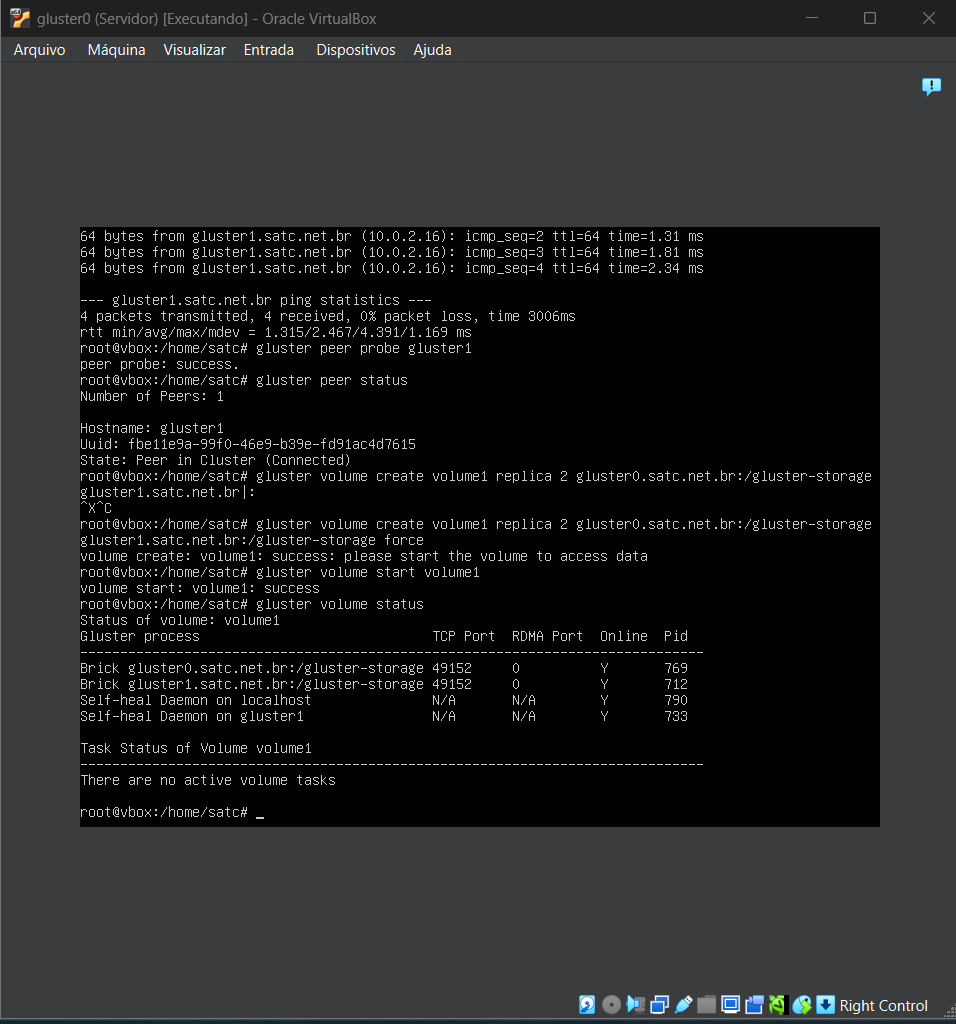 gluster0 (Servidor) [Executando] - Oracle VirtualBox
Arquivo Máquina Visualizar Entrada Dispositivos Ajuda
64 bytes from gluster1.satc.net.br (10.0.2.16): icmp_seq=2 ttl=64 time=1.31 ms
64 bytes from gluster1.satc.net.br (10.0.2.16): icmp_seq=3 ttl=64 time=1.81 ms
64 bytes from gluster1.satc.net.br (10.0.2.16): icmp_seq=4 ttl=64 time=2.34 ms
--- gluster1.satc.net.br ping statistics ---
4 packets transmitted, 4 received, 0% packet loss, time 3006ms
rtt min/avg/max/mdev = 1.315/2.467/4.391/1.169 ms
root@vbox:/home/satc# gluster peer probe gluster1
peer probe: success.
root@vbox:/home/satc# gluster peer status
Number of Peers: 1
Hostname: gluster1
Uuid: fbe11e9a-99f0-46e9-b39e-fd91ac4d7615
State: Peer in Cluster (Connected)
root@vbox:/home/satc# gluster volume create volume1 replica 2 gluster0.satc.net.br:/gluster-storage
gluster1.satc.net.br|:
^X^C
root@vbox:/home/satc# gluster volume create volume1 replica 2 gluster0.satc.net.br:/gluster-storage
gluster1.satc.net.br:/gluster-storage force
volume create: volume1: success: please start the volume to access data
root@vbox:/home/satc# gluster volume start volume1
volume start: volume1: success
root@vbox:/home/satc# gluster volume status
Status of volume: volume1
Gluster process TCP Port RDMA Port Online Pid
------------------------------------------------------------------------------
Brick gluster0.satc.net.br:/gluster-storage 49152 0 Y 769
Brick gluster1.satc.net.br:/gluster-storage 49152 0 Y 712
Self-heal Daemon on localhost N/A N/A Y 790
Self-heal Daemon on gluster1 N/A N/A Y 733
Task Status of Volume volume1
------------------------------------------------------------------------------
There are no active volume tasks
root@vbox:/home/satc# _
Right Control